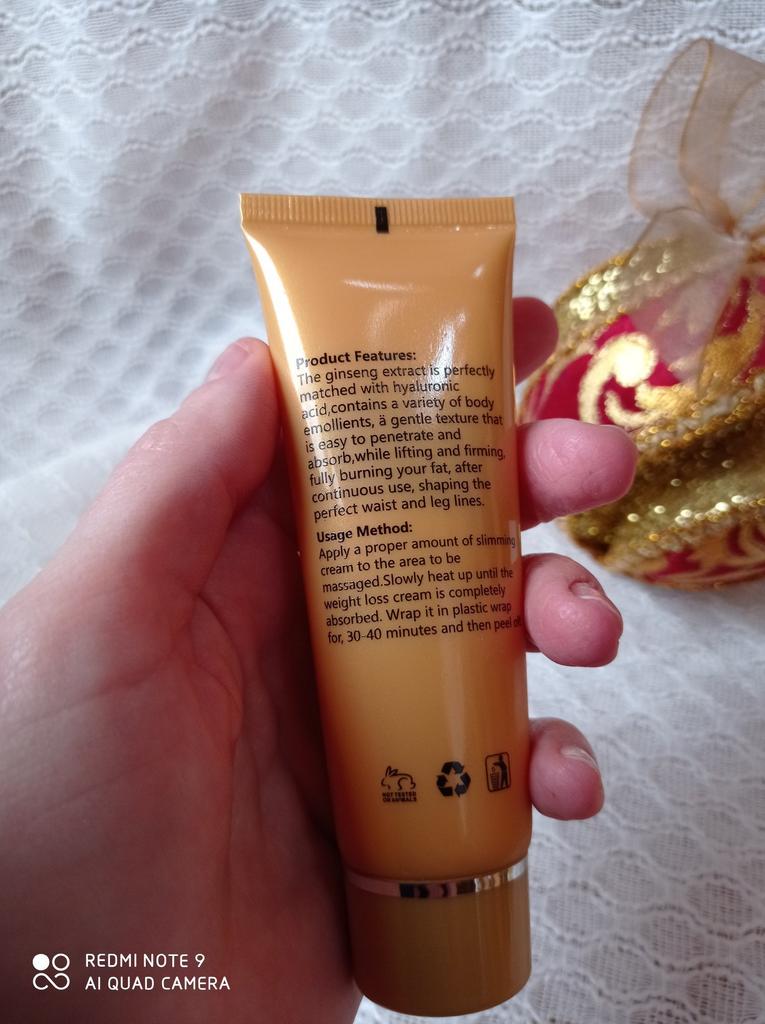 Product Features:
The ginseng extract is perfectly
matched with hyaluronic
acid,contains a variety of body
emollients, ä gentle texture that
is easy to penetrate and
absorb,while lifting and firming,
fully burning your fat, after
continuous use, shaping the
perfect waist and leg lines.
Usage Method:
Apply a proper amount of slimming
cream to the area to be
massaged.Slowly heat up until the
weight loss cream is completely
absorbed. Wrap it in plastic wrap
for, 30-40 minutes and then peel
NOT TESTED
ON ANIMALS
REDMI NOTE 9
AI QUAD CAMERA